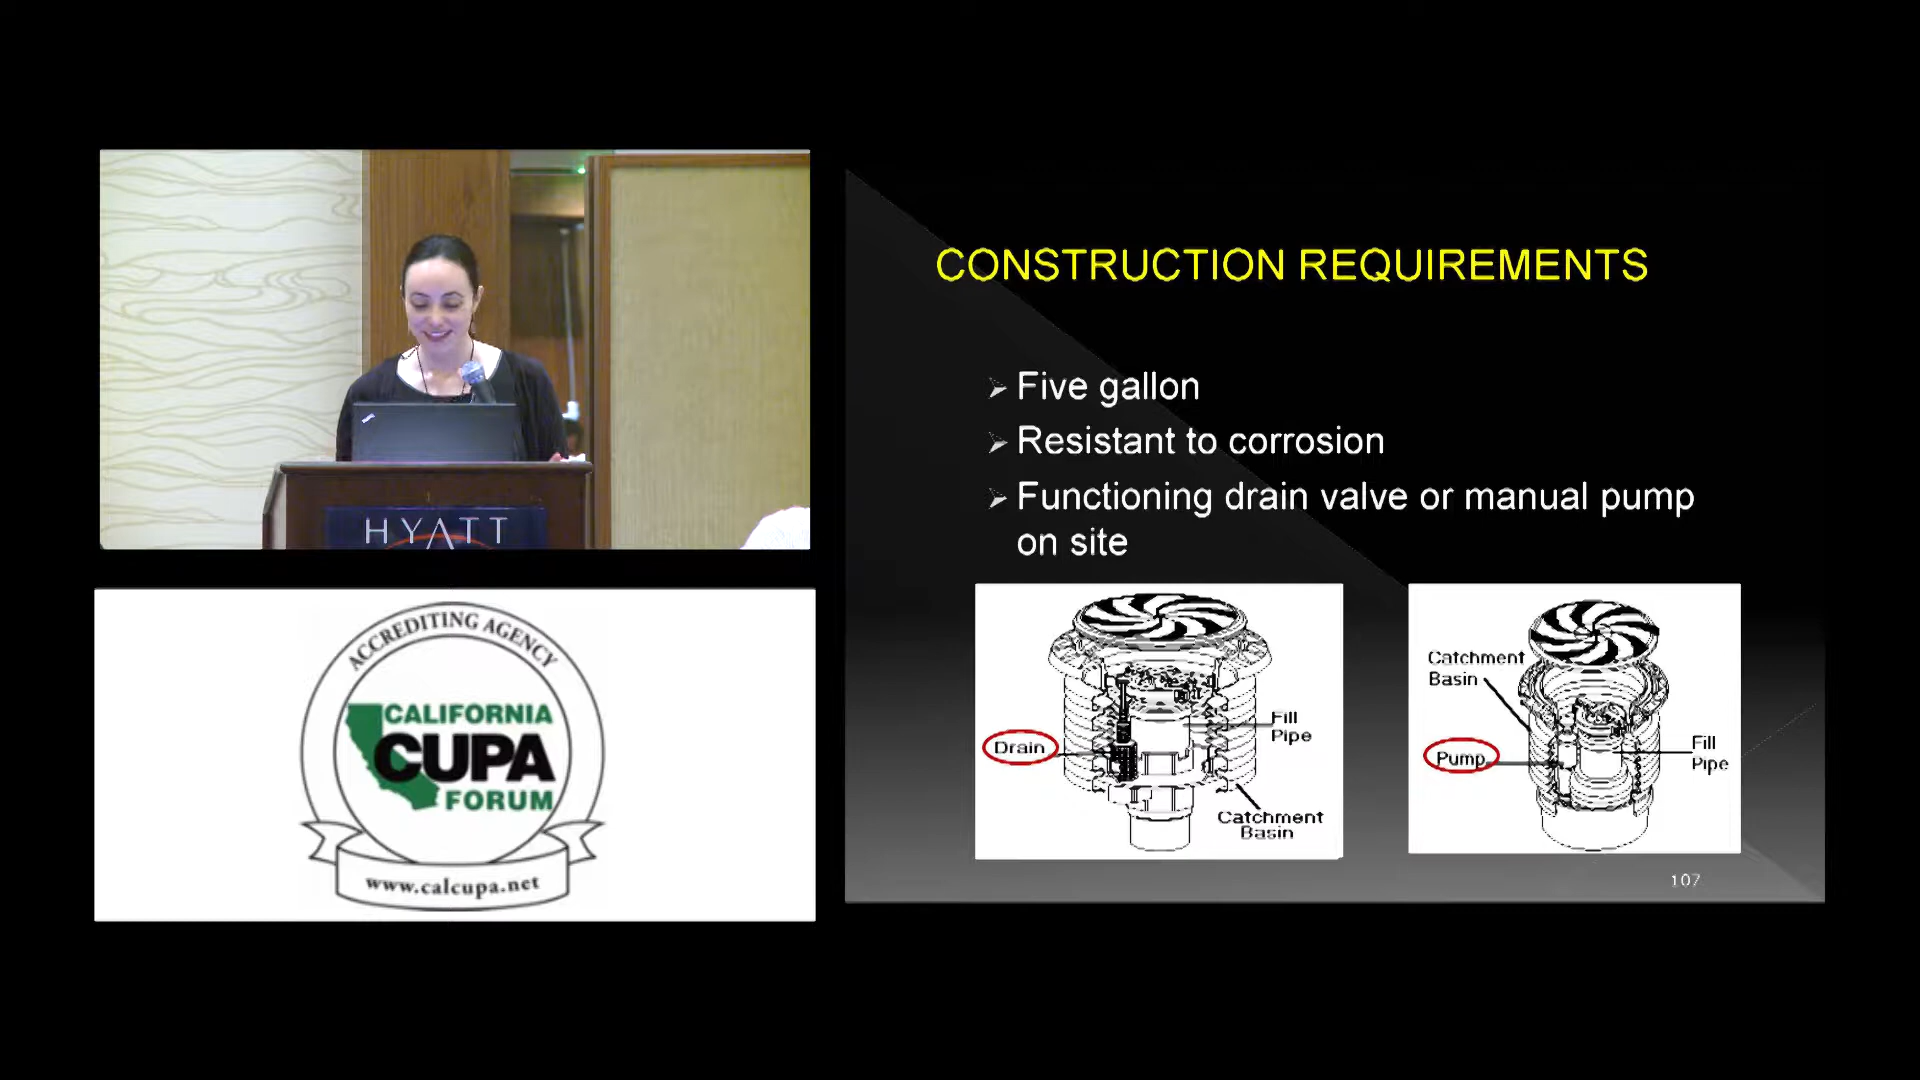 HYATT
ACCREDITING AGENCY
CALIFORNIA
CUPA
FORUM
www.calcupa.net
CONSTRUCTION REQUIREMENTS
Five gallon
Resistant to corrosion
Functioning drain valve or manual pump
on site
Drain
Fill
Pipe
Catchment
Basin
Catchment
Basin
Pump
Fill
Pipe
107